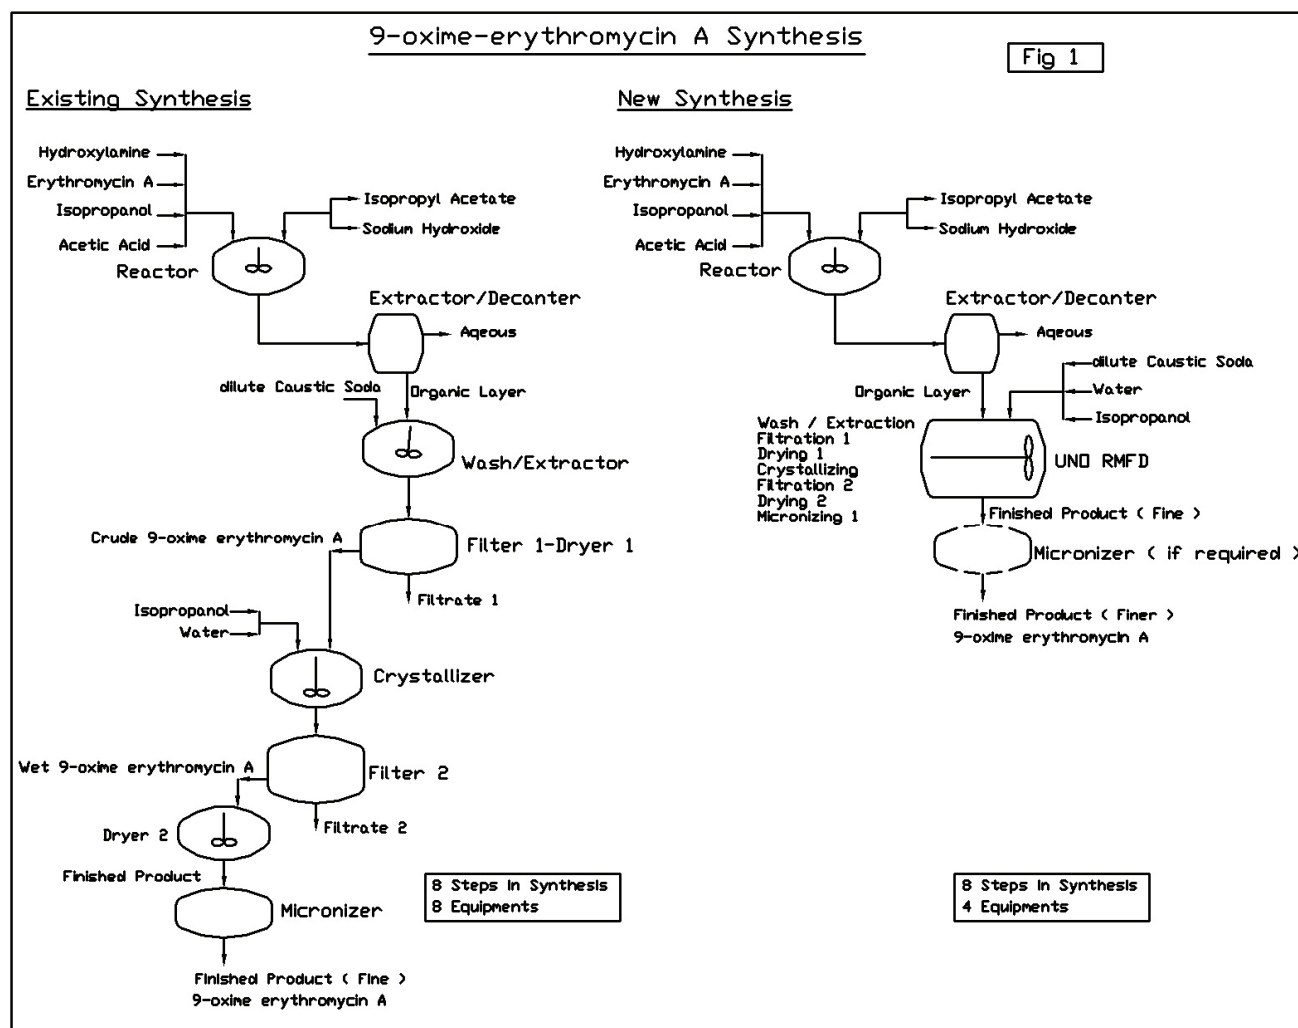 9-oxime-erythromycin A Synthesis
Fig 1
Existing Synthesis
Hydroxylamine
Erythromycin A
Isopropanol
Acetic Acid
Isopropyl Acetate
Sodium Hydroxide
Reactor
Extractor/Decanter
Aqeous
dilute Caustic Soda
Organic Layer
Wash/Extractor
Crude 9-oxime erythromycin A
Filter 1-Dryer 1
Filtrate 1
Isopropanol
Water
Crystallizer
Wet 9-oxime erythromycin A
Filter 2
Filtrate 2
Dryer 2
Finished Product
Micronizer
Finished Product ( Fine )
9-oxime erythromycin A
8 Steps in Synthesis
8 Equipments
New Synthesis
Hydroxylamine
Erythromycin A
Isopropanol
Acetic Acid
Isopropyl Acetate
Sodium Hydroxide
Reactor
Extractor/Decanter
Aqeous
dilute Caustic Soda
Water
Isopropanol
Organic Layer
Wash / Extraction
Filtration 1
Drying 1
Crystallizing
Filtration 2
Drying 2
Micronizing 1
UNO RMFD
Finished Product ( Fine )
Micronizer ( if required )
Finished Product ( Finer )
9-oxime erythromycin A
8 Steps in Synthesis
4 Equipments